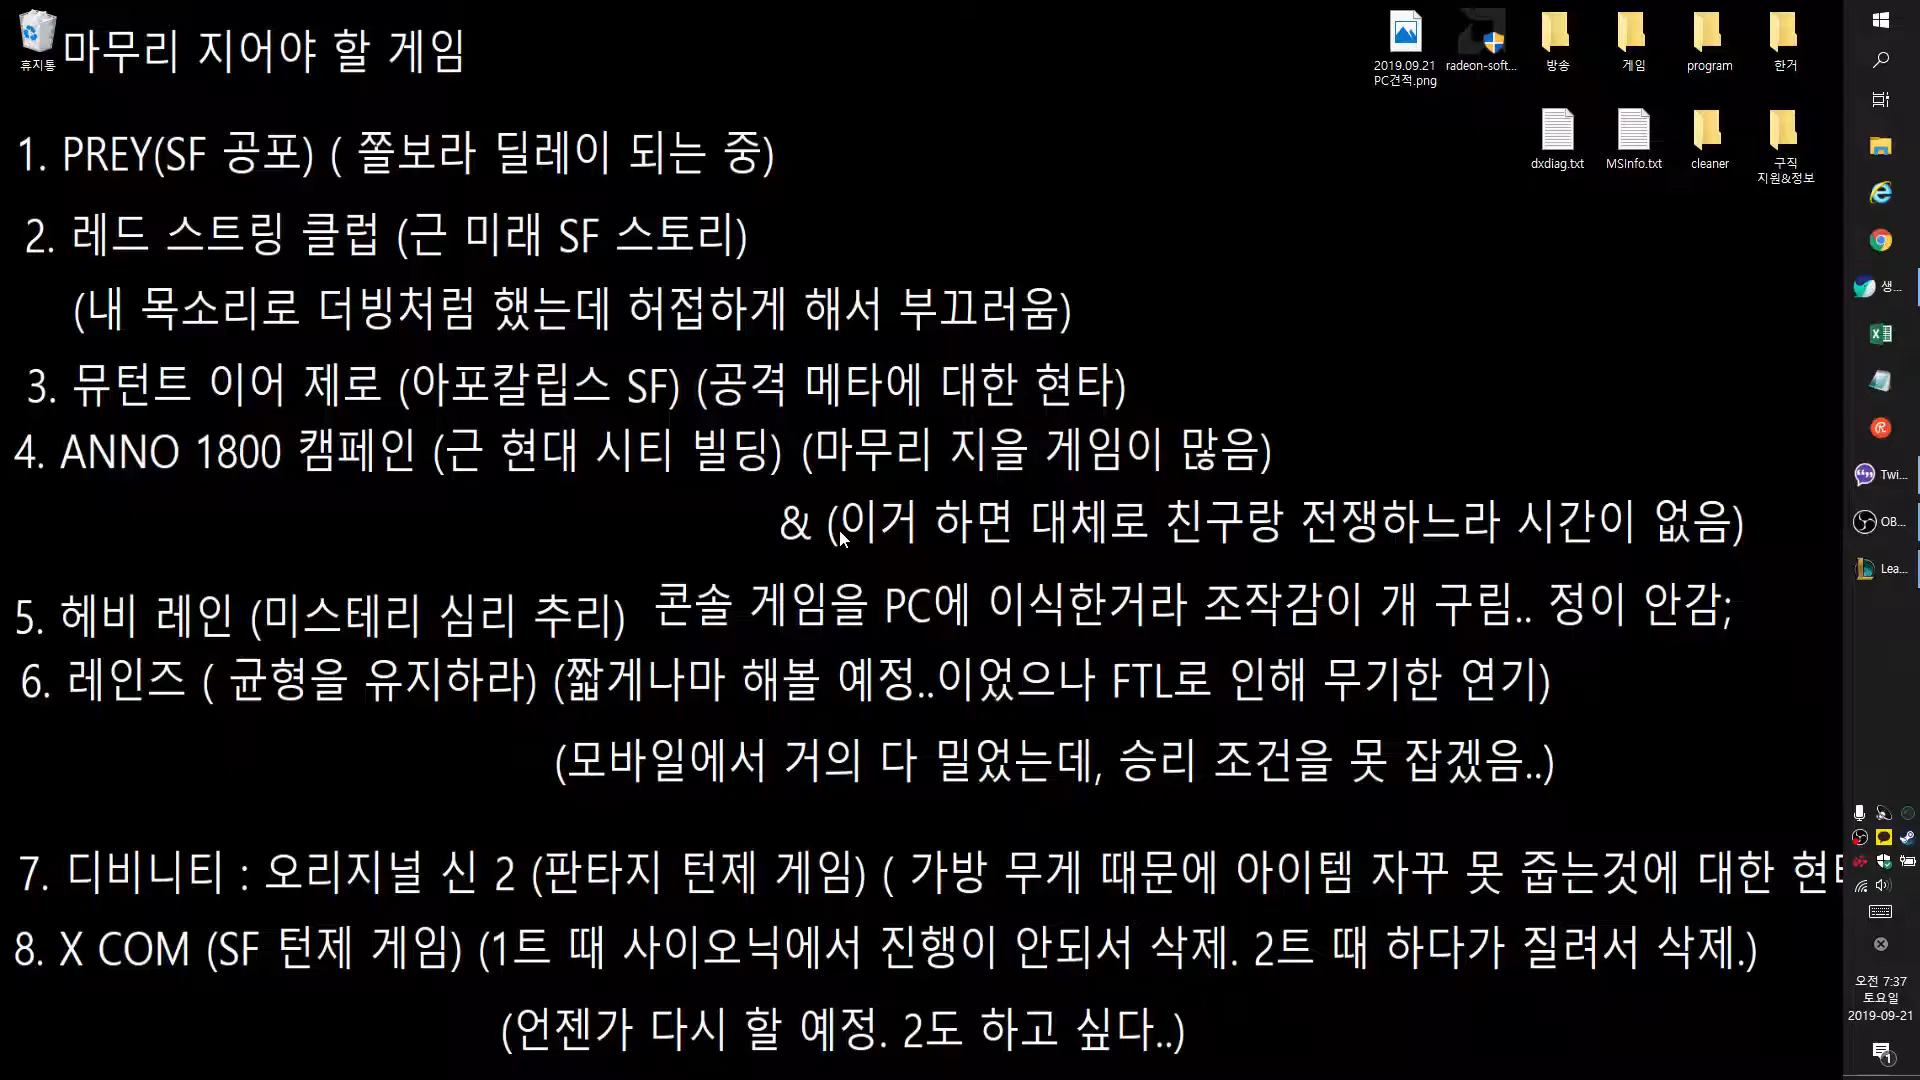 마무리 지어야 할 게임
1. PREY(SF 공포) ( 쫄보라 딜레이 되는 중)
2. 레드 스트링 클럽 (근 미래 SF 스토리)
(내 목소리로 더빙처럼 했는데 허접하게 해서 부끄러움)
3. 뮤턴트 이어 제로 (아포칼립스 SF) (공격 메타에 대한 현타)
4. ANNO 1800 캠페인 (근 현대 시티 빌딩) (마무리 지을 게임이 많음)
& (이거 하면 대체로 친구랑 전쟁하느라 시간이 없음)
5. 헤비 레인 (미스테리 심리 추리) 콘솔 게임을 PC에 이식한거라 조작감이 개 구림.. 정이 안감;
6. 레인즈 ( 균형을 유지하라) (짧게나마 해볼 예정..이었으나 FTL로 인해 무기한 연기)
(모바일에서 거의 다 밀었는데, 승리 조건을 못 잡겠음..)
7. 디비니티 : 오리지널 신 2 (판타지 턴제 게임) ( 가방 무게 때문에 아이템 자꾸 못 줍는것에 대한 현
8. X COM (SF 턴제 게임) (1트 때 사이오닉에서 진행이 안되서 삭제. 2트 때 하다가 질려서 삭제.)
(언젠가 다시 할 예정. 2도 하고 싶다..)
휴지통
2019.09.21
PC견적.png
radeon-soft...
방송
게임
program
한거
dxdiag.txt
MSInfo.txt
cleaner
구직
지원&정보
생...
Twi...
OB...
Lea...
오전 7:37
토요일
2019-09-21
1